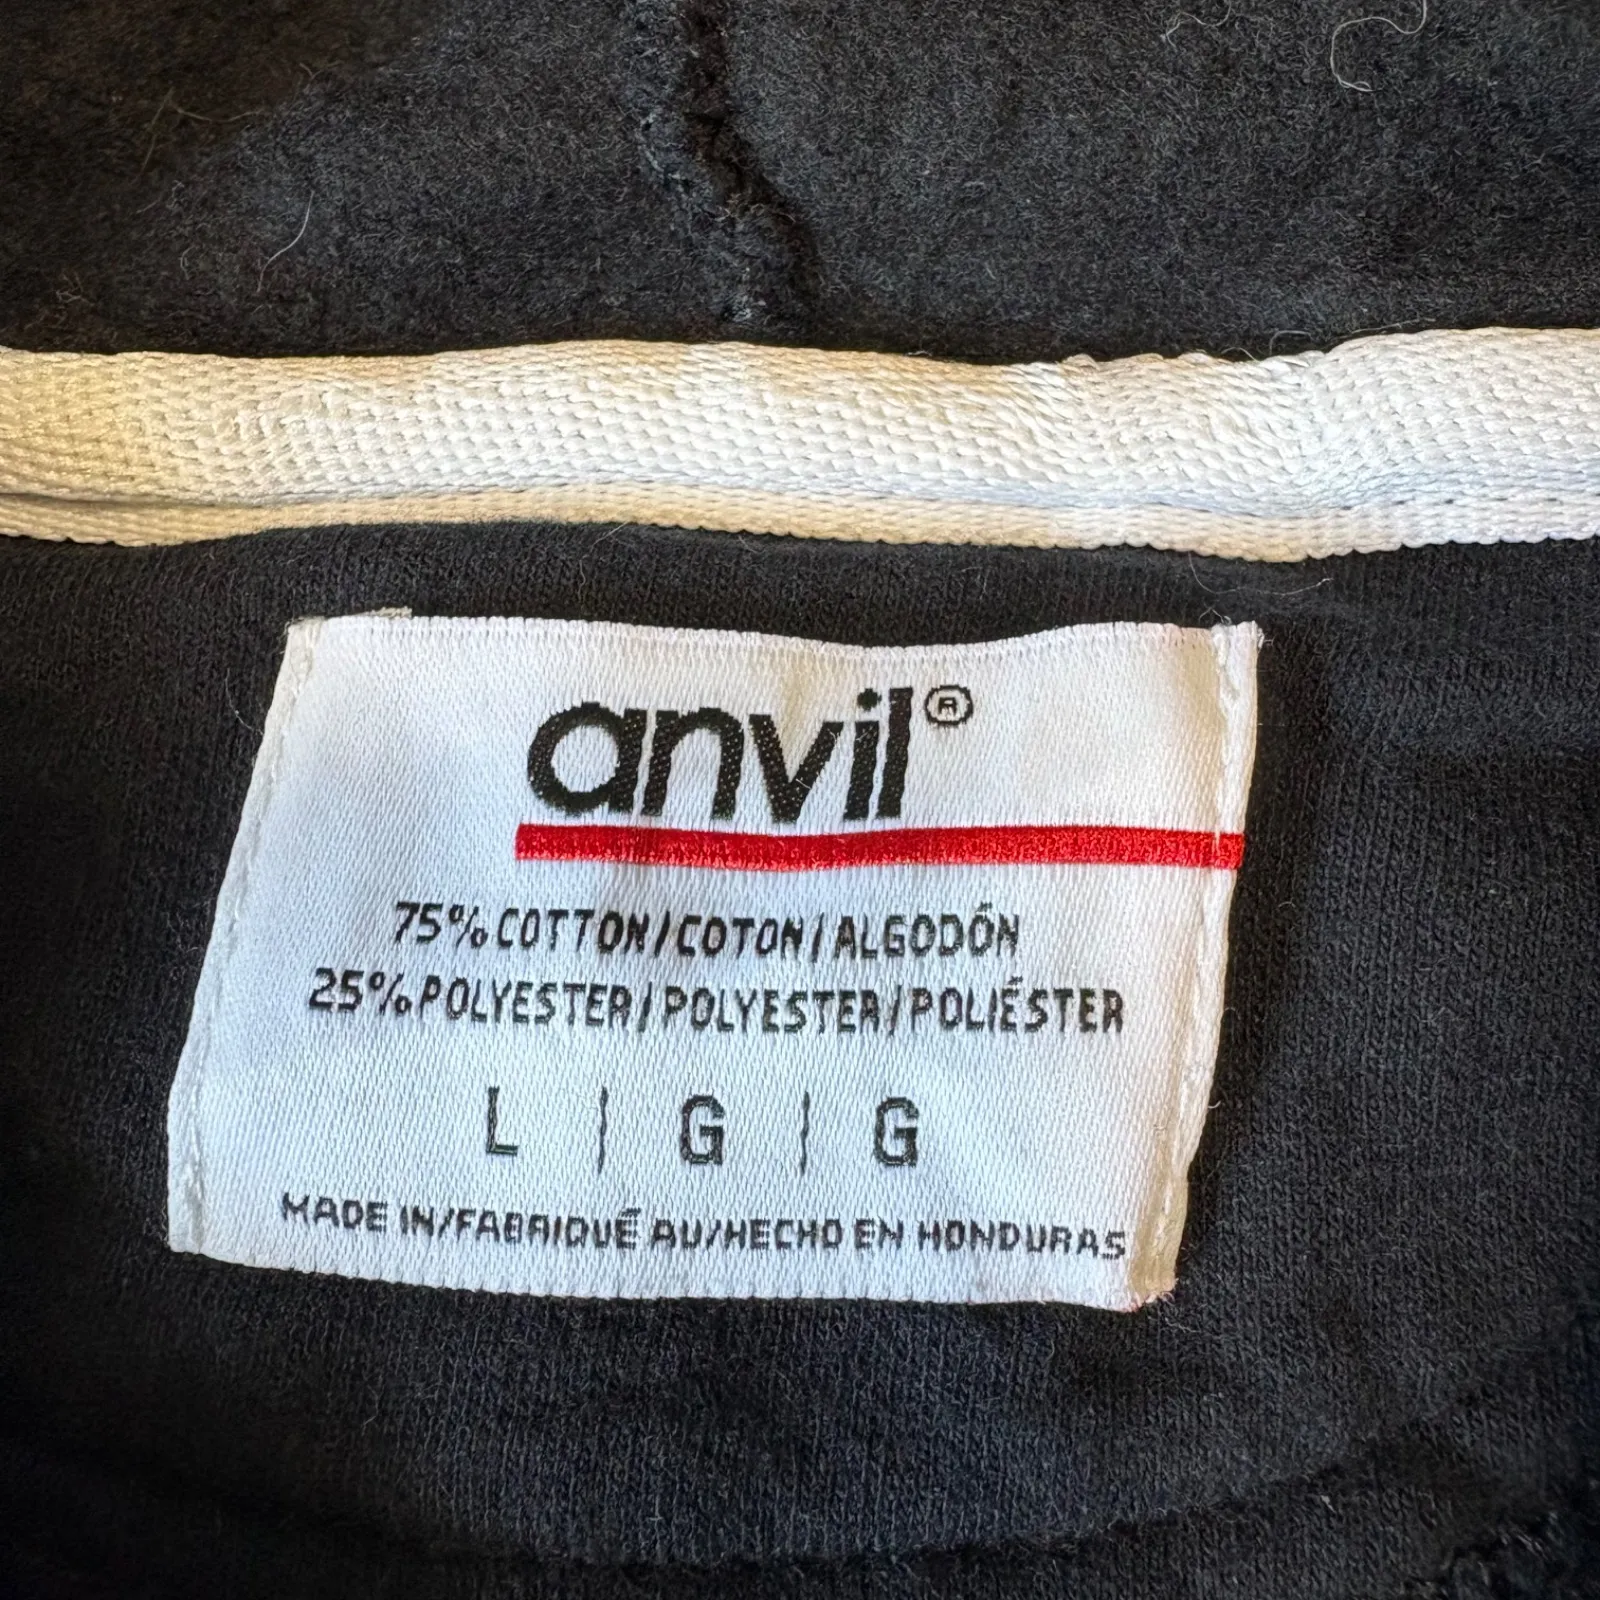 anvil®
75% COTTON/COTON/ALGODÓN
25% POLYESTER/POLYESTER/POLIÉSTER
L | G | G
MADE IN/FABRIQUÉ AU/HECHO EN HONDURAS